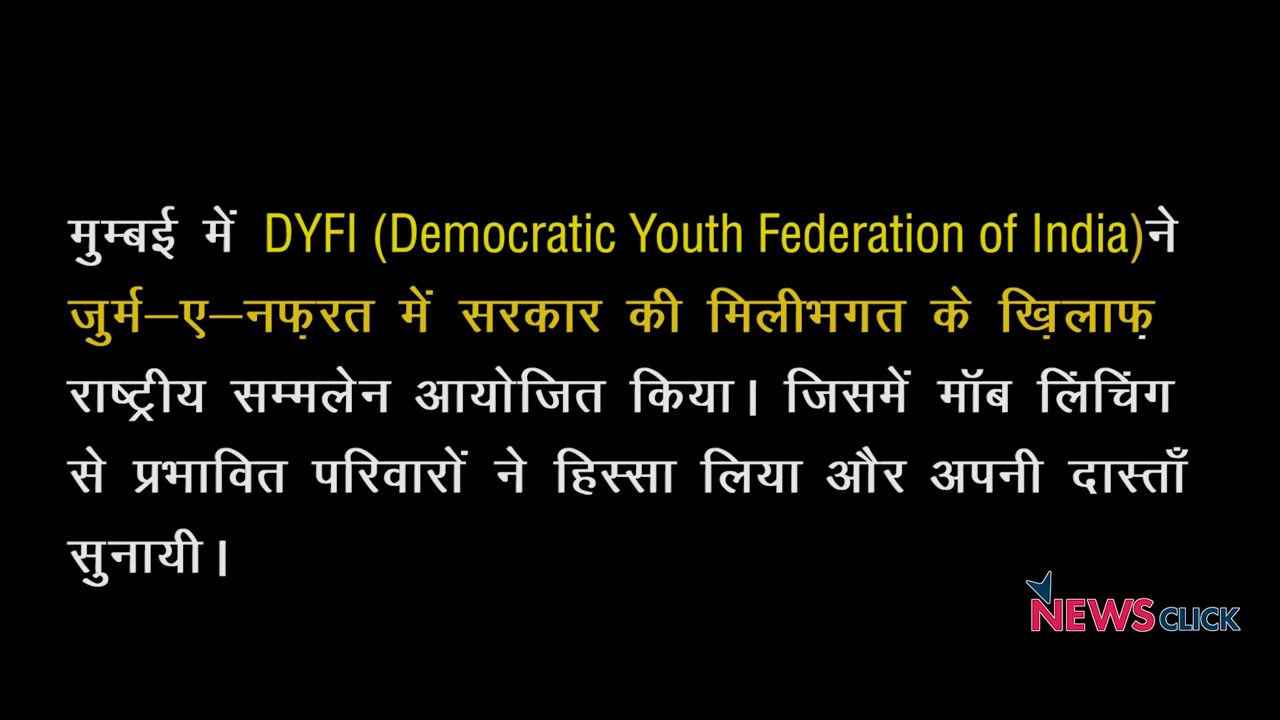 मुम्बई में DYFI (Democratic Youth Federation of India)ने
जुर्म–ए–नफ़रत में सरकार की मिलीभगत के ख़िलाफ़
राष्ट्रीय सम्मलेन आयोजित किया। जिसमें मॉब लिंचिंग
से प्रभावित परिवारों ने हिस्सा लिया और अपनी दास्ताँ
सुनायी।
NEWSCLICK